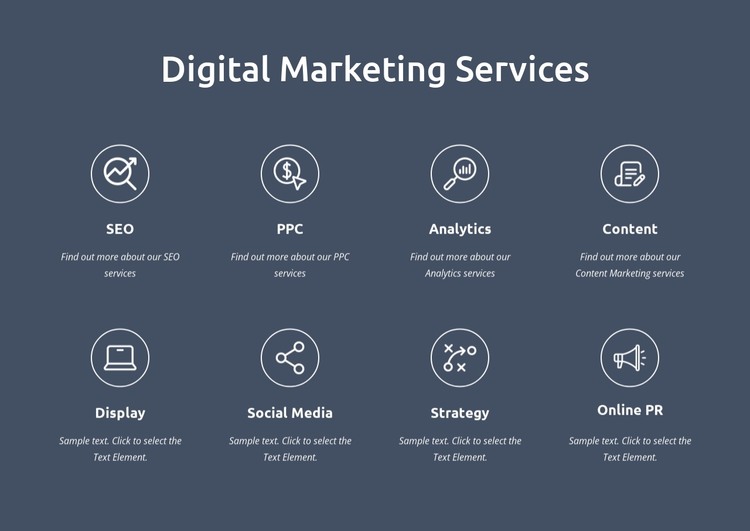 Digital Marketing Services
SEO
Find out more about our SEO
services
PPC
Find out more about our PPC
services
Analytics
Find out more about our
Analytics services
Content
Find out more about our
Content Marketing services
Display
Sample text. Click to select the
Text Element.
Social Media
Sample text. Click to select the
Text Element.
Strategy
Sample text. Click to select the
Text Element.
Online PR
Sample text. Click to select the
Text Element.